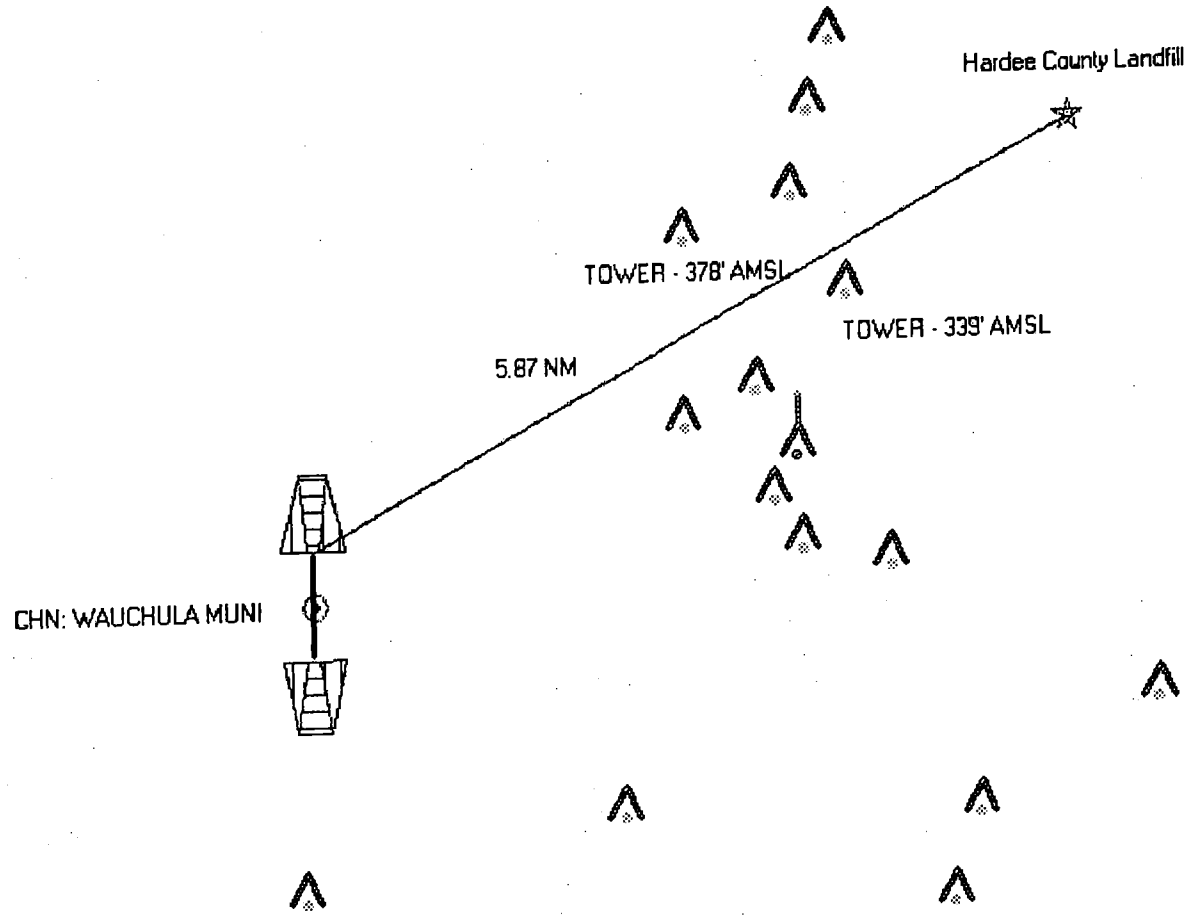 Hardee County Landfill
TOWER - 378' AMSL
TOWER - 339' AMSL
5.87 NM
CHN: WAUCHULA MUNI